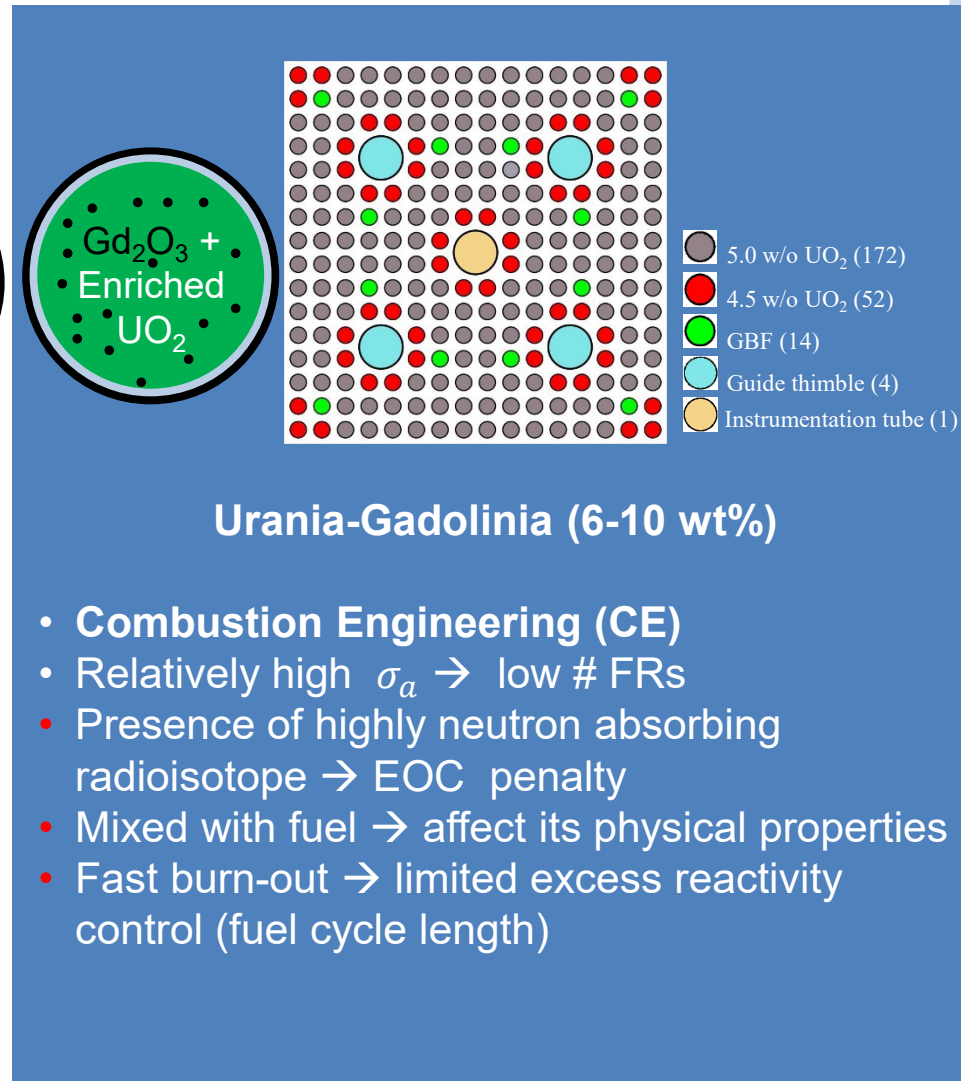 Gd₂O₃ +
Enriched
UO₂
5.0 w/o UO₂ (172)
4.5 w/o UO₂ (52)
GBF (14)
Guide thimble (4)
Instrumentation tube (1)
Urania-Gadolinia (6-10 wt%)
• Combustion Engineering (CE)
• Relatively high σₐ → low # FRs
• Presence of highly neutron absorbing
radioisotope → EOC penalty
• Mixed with fuel → affect its physical properties
• Fast burn-out → limited excess reactivity
control (fuel cycle length)